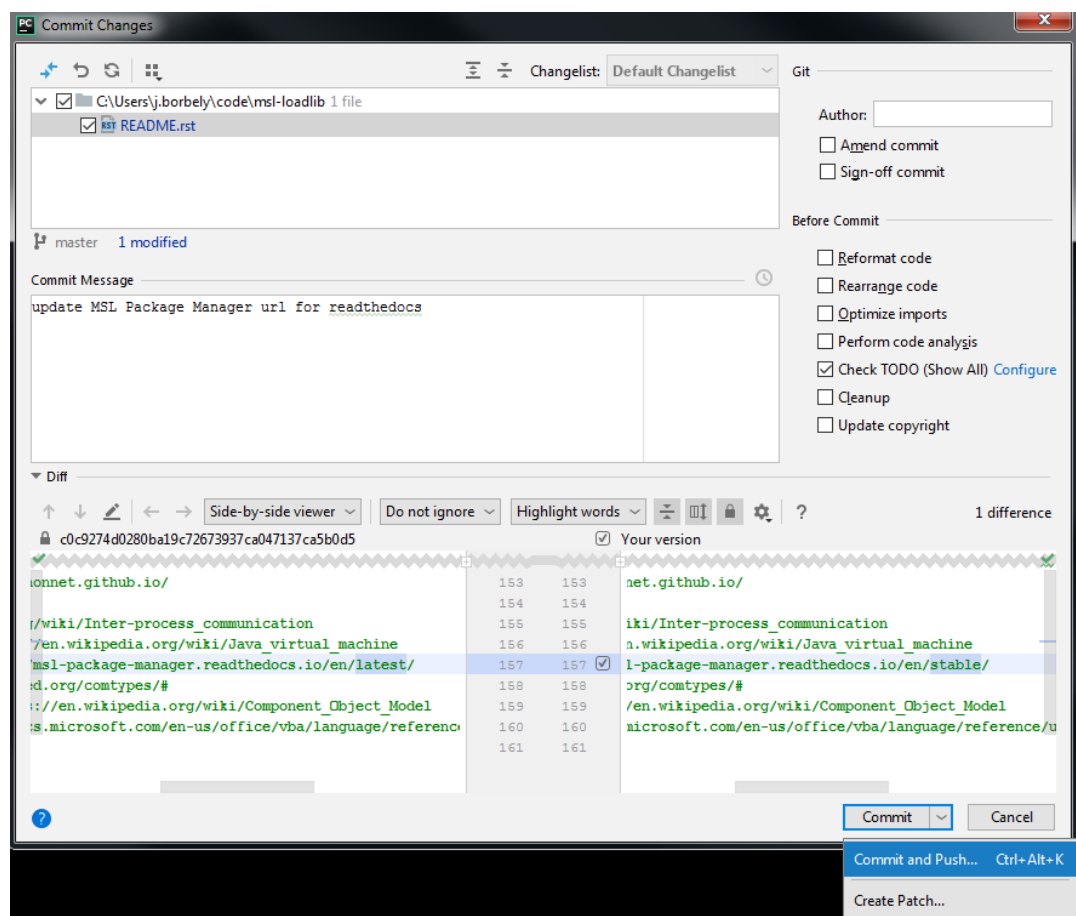 PC Commit Changes
Changelist: Default Changelist
Git
C:\Users\j.borbely\code\msl-loadlib 1 file
RST README.rst
Author:
Amend commit
Sign-off commit
master 1 modified
Before Commit
Reformat code
Rearrange code
Optimize imports
Perform code analysis
Check TODO (Show All) Configure
Cleanup
Update copyright
Commit Message
update MSL Package Manager url for readthedocs
Diff
Side-by-side viewer Do not ignore Highlight words ? 1 difference
c0c9274d0280ba19c72673937ca047137ca5b0d5 Your version
onnet.github.io/ 153 153 net.github.io/
154 154
/wiki/Inter-process_communication 155 155 iki/Inter-process_communication
/en.wikipedia.org/wiki/Java_virtual_machine 156 156 n.wikipedia.org/wiki/Java_virtual_machine
msl-package-manager.readthedocs.io/en/latest/ 157 157 l-package-manager.readthedocs.io/en/stable/
ed.org/comtypes/# 158 158 org/comtypes/#
://en.wikipedia.org/wiki/Component_Object_Model 159 159 /en.wikipedia.org/wiki/Component_Object_Model
s.microsoft.com/en-us/office/vba/language/reference 160 160 microsoft.com/en-us/office/vba/language/reference/u
161 161
? Commit Cancel
Commit and Push... Ctrl+Alt+K
Create Patch...